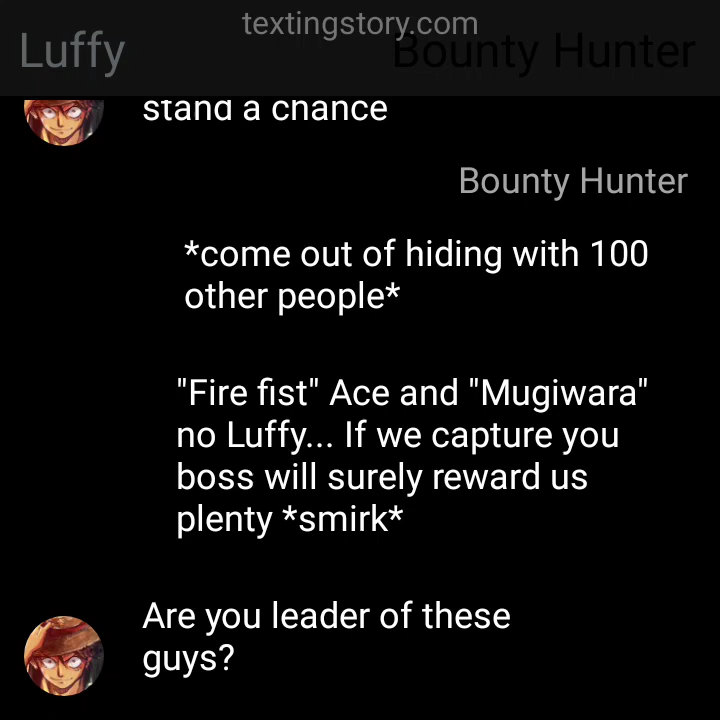 textingstory.com
Luffy
Bounty Hunter
stand a chance
Bounty Hunter
*come out of hiding with 100
other people*
"Fire fist" Ace and "Mugiwara"
no Luffy... If we capture you
boss will surely reward us
plenty *smirk*
Are you leader of these
guys?